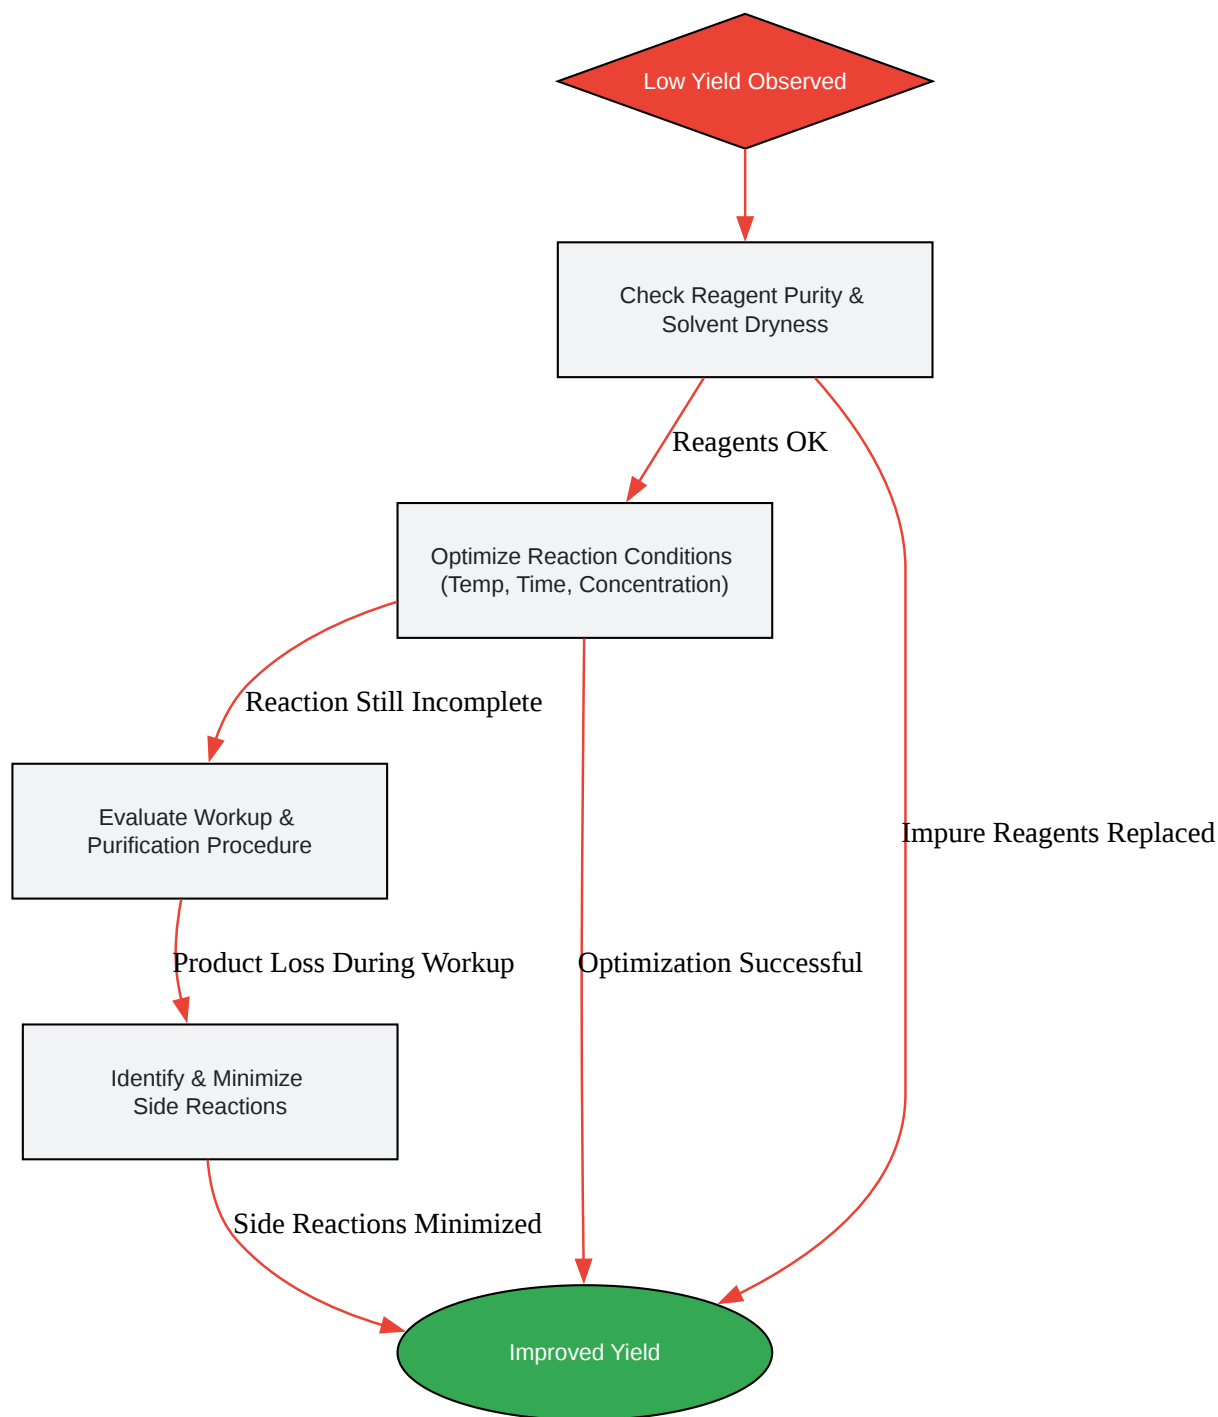 Low Yield Observed
Check Reagent Purity &
Solvent Dryness
Reagents OK
Optimize Reaction Conditions
(Temp, Time, Concentration)
Reaction Still Incomplete
Evaluate Workup &
Purification Procedure
Impure Reagents Replaced
Product Loss During Workup
Optimization Successful
Identify & Minimize
Side Reactions
Side Reactions Minimized
Improved Yield